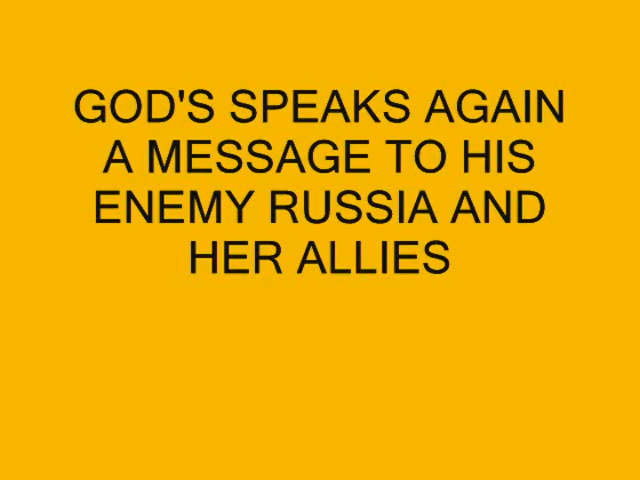 GOD'S SPEAKS AGAIN
A MESSAGE TO HIS
ENEMY RUSSIA AND
HER ALLIES